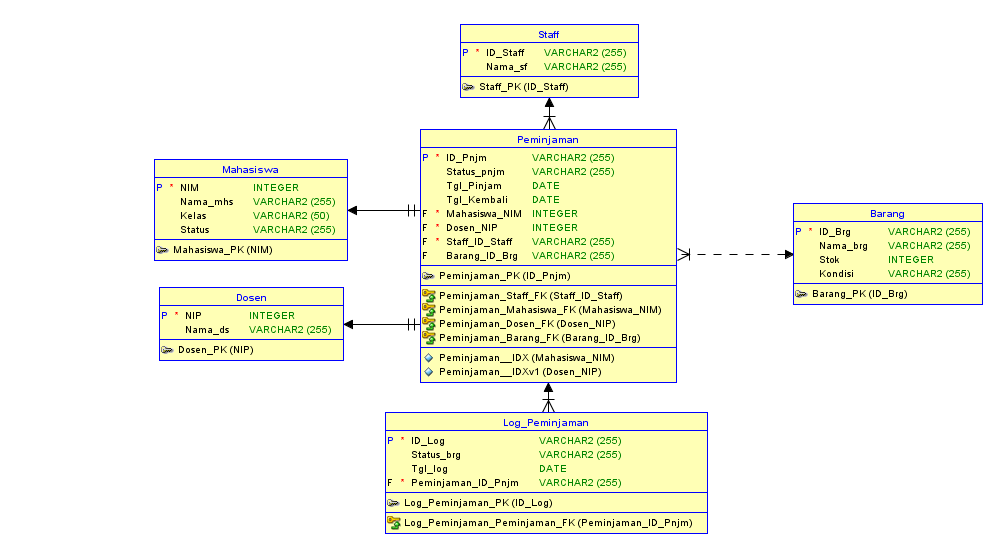 Staff
P * ID_Staff VARCHAR2 (255)
Nama_sf VARCHAR2 (255)
Staff_PK (ID_Staff)
Peminjaman
P * ID_Pnjm VARCHAR2 (255)
Status_pnjm VARCHAR2 (255)
Tgl_Pinjam DATE
Tgl_Kembali DATE
F * Mahasiswa_NIM INTEGER
F * Dosen_NIP INTEGER
F * Staff_ID_Staff VARCHAR2 (255)
F Barang_ID_Brg VARCHAR2 (255)
Peminjaman_PK (ID_Pnjm)
Peminjaman_Staff_FK (Staff_ID_Staff)
Peminjaman_Mahasiswa_FK (Mahasiswa_NIM)
Peminjaman_Dosen_FK (Dosen_NIP)
Peminjaman_Barang_FK (Barang_ID_Brg)
Peminjaman__IDX (Mahasiswa_NIM)
Peminjaman__IDXv1 (Dosen_NIP)
Mahasiswa
P * NIM INTEGER
Nama_mhs VARCHAR2 (255)
Kelas VARCHAR2 (50)
Status VARCHAR2 (255)
Mahasiswa_PK (NIM)
Dosen
P * NIP INTEGER
Nama_ds VARCHAR2 (255)
Dosen_PK (NIP)
Barang
P * ID_Brg VARCHAR2 (255)
Nama_brg VARCHAR2 (255)
Stok INTEGER
Kondisi VARCHAR2 (255)
Barang_PK (ID_Brg)
Log_Peminjaman
P * ID_Log VARCHAR2 (255)
Status_brg VARCHAR2 (255)
Tgl_log DATE
F * Peminjaman_ID_Pnjm VARCHAR2 (255)
Log_Peminjaman_PK (ID_Log)
Log_Peminjaman_Peminjaman_FK (Peminjaman_ID_Pnjm)